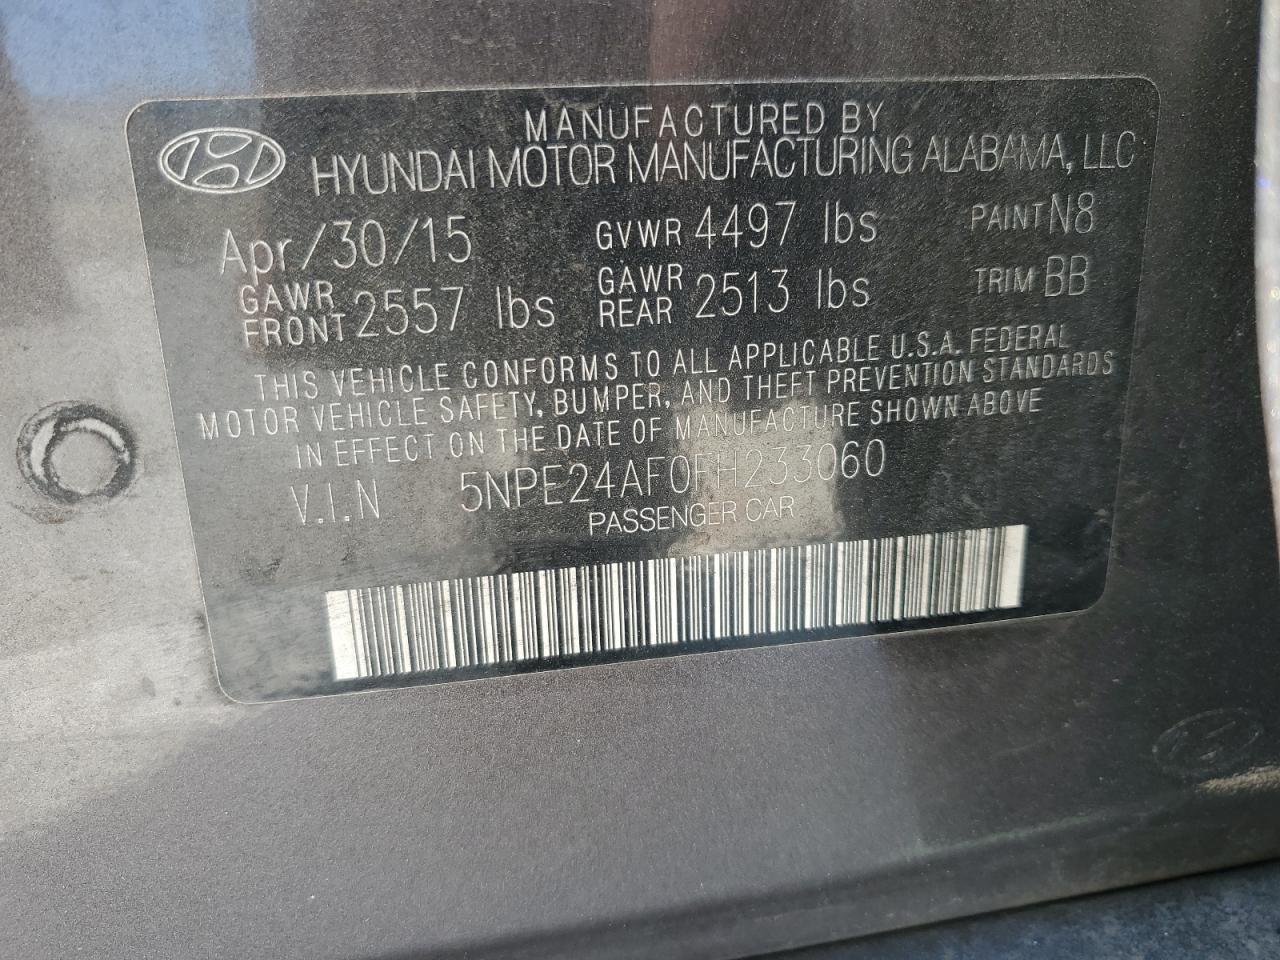 MANUFACTURED BY
HYUNDAI MOTOR MANUFACTURING ALABAMA, LLC
Apr/30/15 GVWR 4497 lbs PAINT N8
GAWR FRONT 2557 lbs GAWR REAR 2513 lbs TRIM BB
THIS VEHICLE CONFORMS TO ALL APPLICABLE U.S.A. FEDERAL
MOTOR VEHICLE SAFETY, BUMPER, AND THEFT PREVENTION STANDARDS
IN EFFECT ON THE DATE OF MANUFACTURE SHOWN ABOVE
V.I.N 5NPE24AF0FH233060
PASSENGER CAR